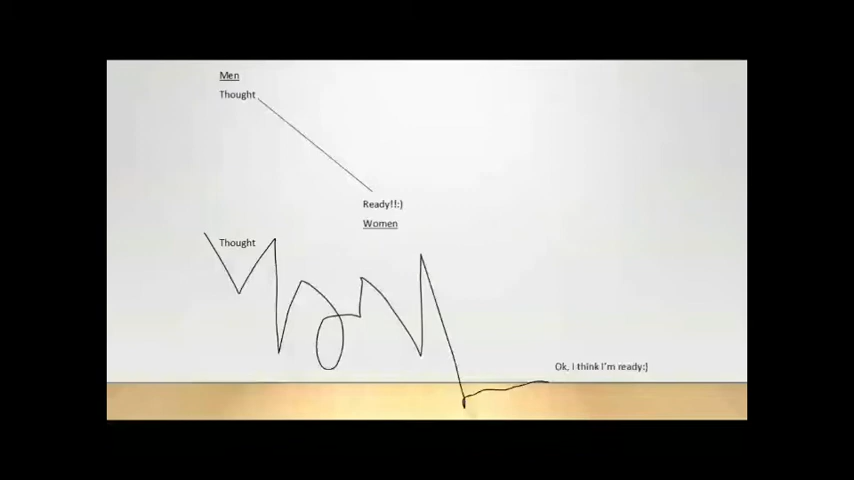 Men
Thought
Ready!!:)
Women
Thought
Ok, I think I'm ready:)